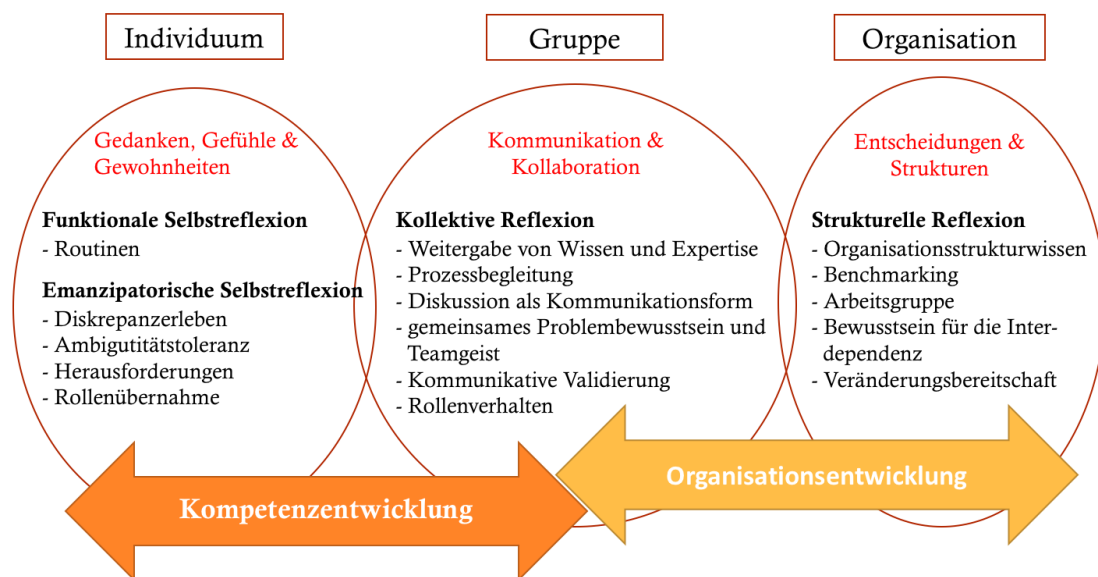 Individuum
Gruppe
Organisation
Gedanken, Gefühle &
Gewohnheiten
Funktionale Selbstreflexion
- Routinen
Emanzipatorische Selbstreflexion
- Diskrepanzerleben
- Ambigutitätstoleranz
- Herausforderungen
- Rollenübernahme
Kommunikation &
Kollaboration
Kollektive Reflexion
- Weitergabe von Wissen und Expertise
- Prozessbegleitung
- Diskussion als Kommunikationsform
- gemeinsames Problembewusstsein und
Teamgeist
- Kommunikative Validierung
- Rollenverhalten
Entscheidungen &
Strukturen
Strukturelle Reflexion
- Organisationsstrukturwissen
- Benchmarking
- Arbeitsgruppe
- Bewusstsein für die Inter-
dependenz
- Veränderungsbereitschaft
Kompetenzentwicklung
Organisationsentwicklung